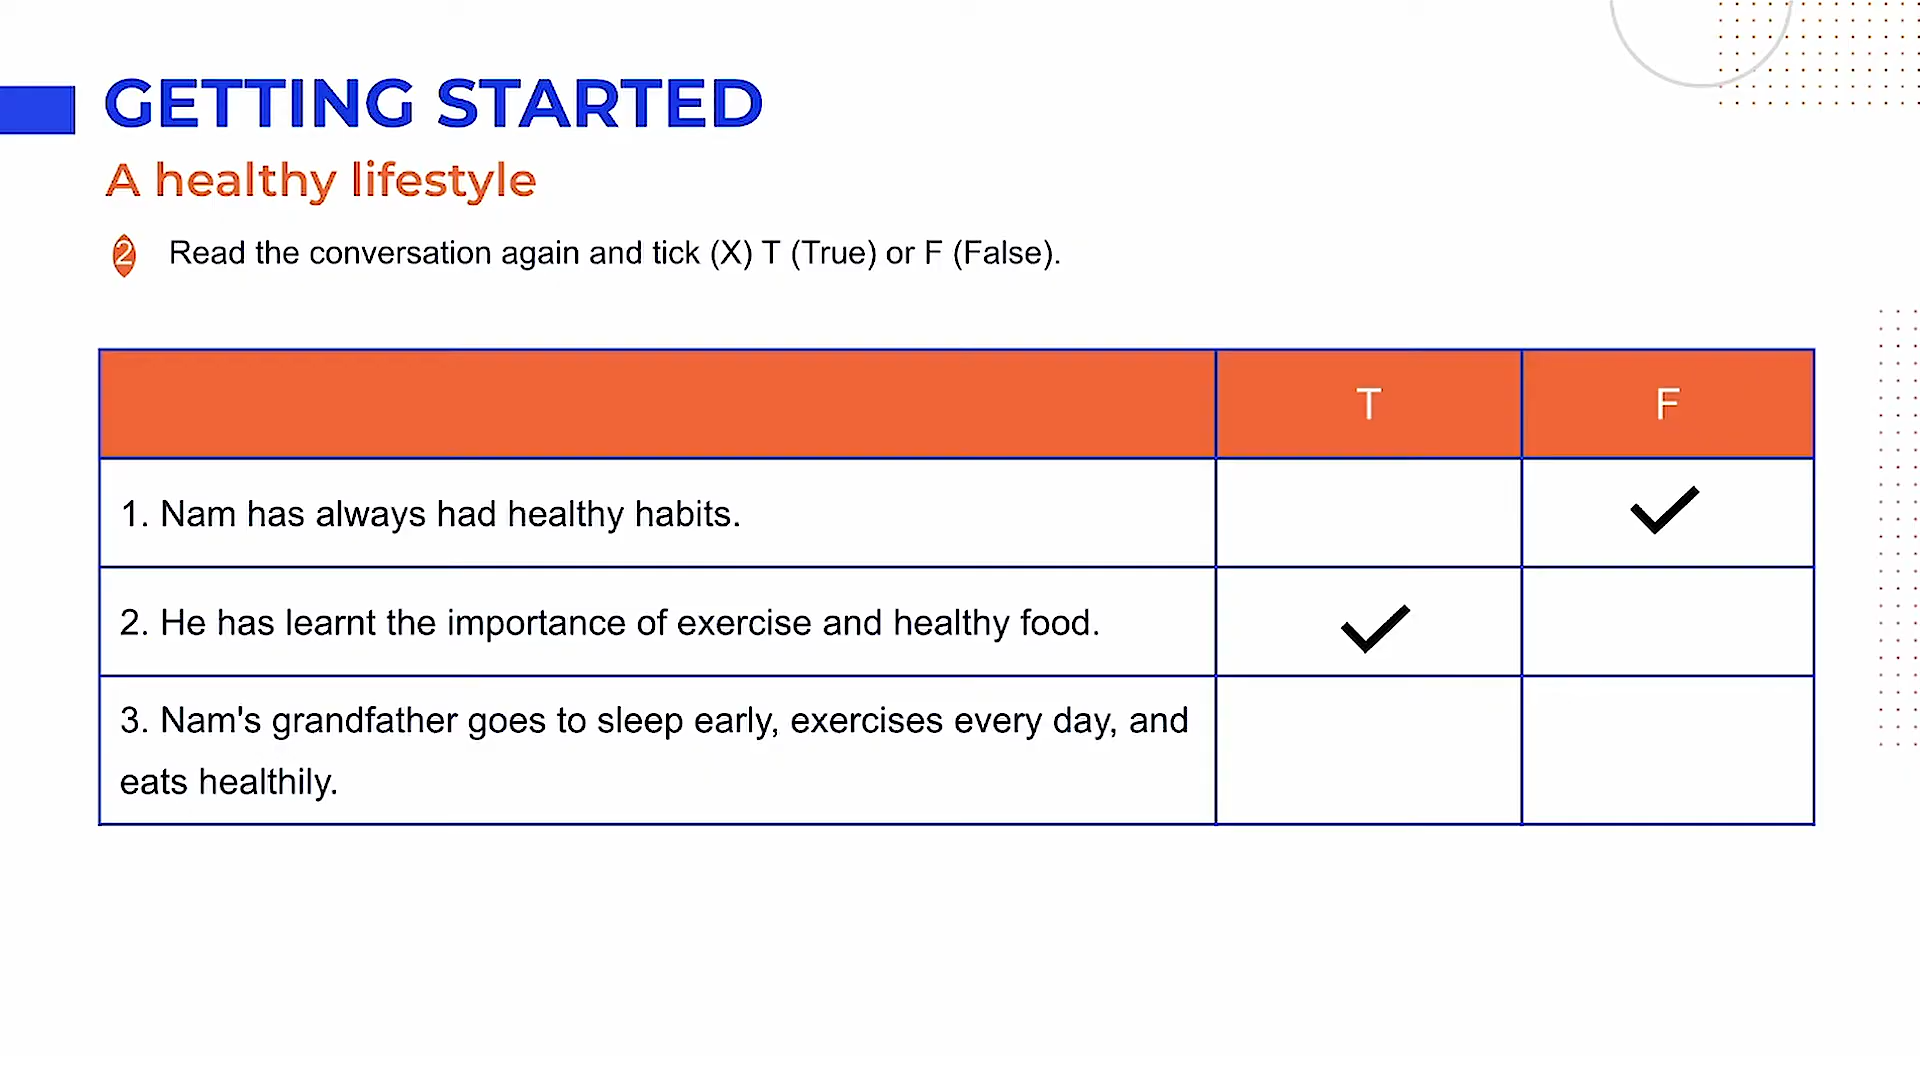 GETTING STARTED
A healthy lifestyle
2 Read the conversation again and tick (X) T (True) or F (False).
T F
1. Nam has always had healthy habits.
2. He has learnt the importance of exercise and healthy food.
3. Nam's grandfather goes to sleep early, exercises every day, and
eats healthily.